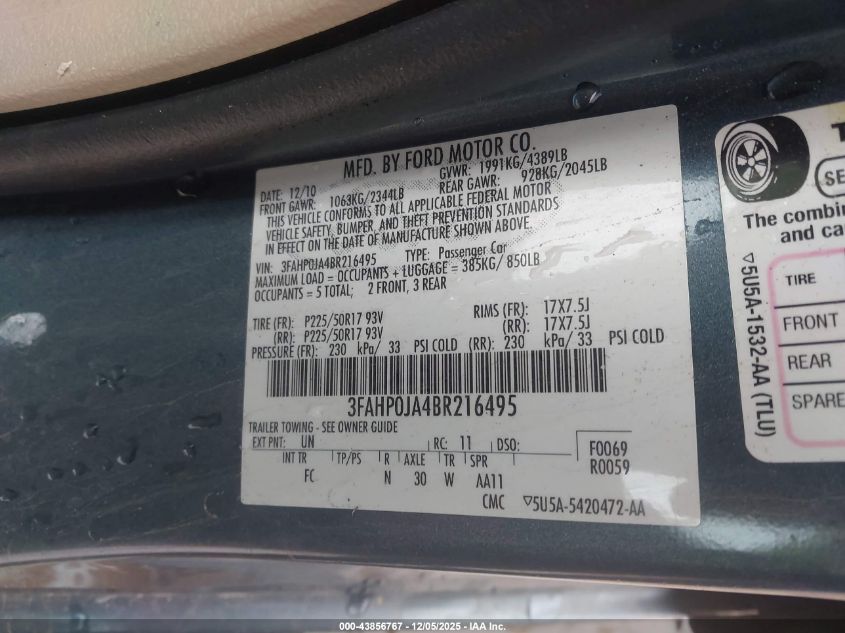 MFD. BY FORD MOTOR CO.
DATE: 12/10 GVWR: 1991KG/4389LB
FRONT GAWR: 1063KG/2344LB REAR GAWR: 928KG/2045LB
THIS VEHICLE CONFORMS TO ALL APPLICABLE FEDERAL MOTOR
VEHICLE SAFETY, BUMPER, AND THEFT PREVENTION STANDARDS
IN EFFECT ON THE DATE OF MANUFACTURE SHOWN ABOVE.
VIN: 3FAHP0JA4BR216495 TYPE: Passenger Car
MAXIMUM LOAD = OCCUPANTS + LUGGAGE = 385KG/ 850LB
OCCUPANTS = 5 TOTAL; 2 FRONT, 3 REAR
TIRE (FR): P225/50R17 93V RIMS (FR): 17X7.5J
(RR): P225/50R17 93V (RR): 17X7.5J
PRESSURE (FR): 230 kPa/ 33 PSI COLD (RR): 230 kPa/ 33 PSI COLD
3FAHP0JA4BR216495
TRAILER TOWING - SEE OWNER GUIDE
EXT PNT: UN RC: 11 DSO: F0069
R0059
INT TR TP/PS R AXLE TR SPR
FC N 30 W AA11
CMC ▽5U5A-5420472-AA
The combin
and ca
TIRE
FRONT
REAR
SPARE
▽5U5A-1532-AA (TLU)
000-43856767 - 12/05/2025 - IAA Inc.